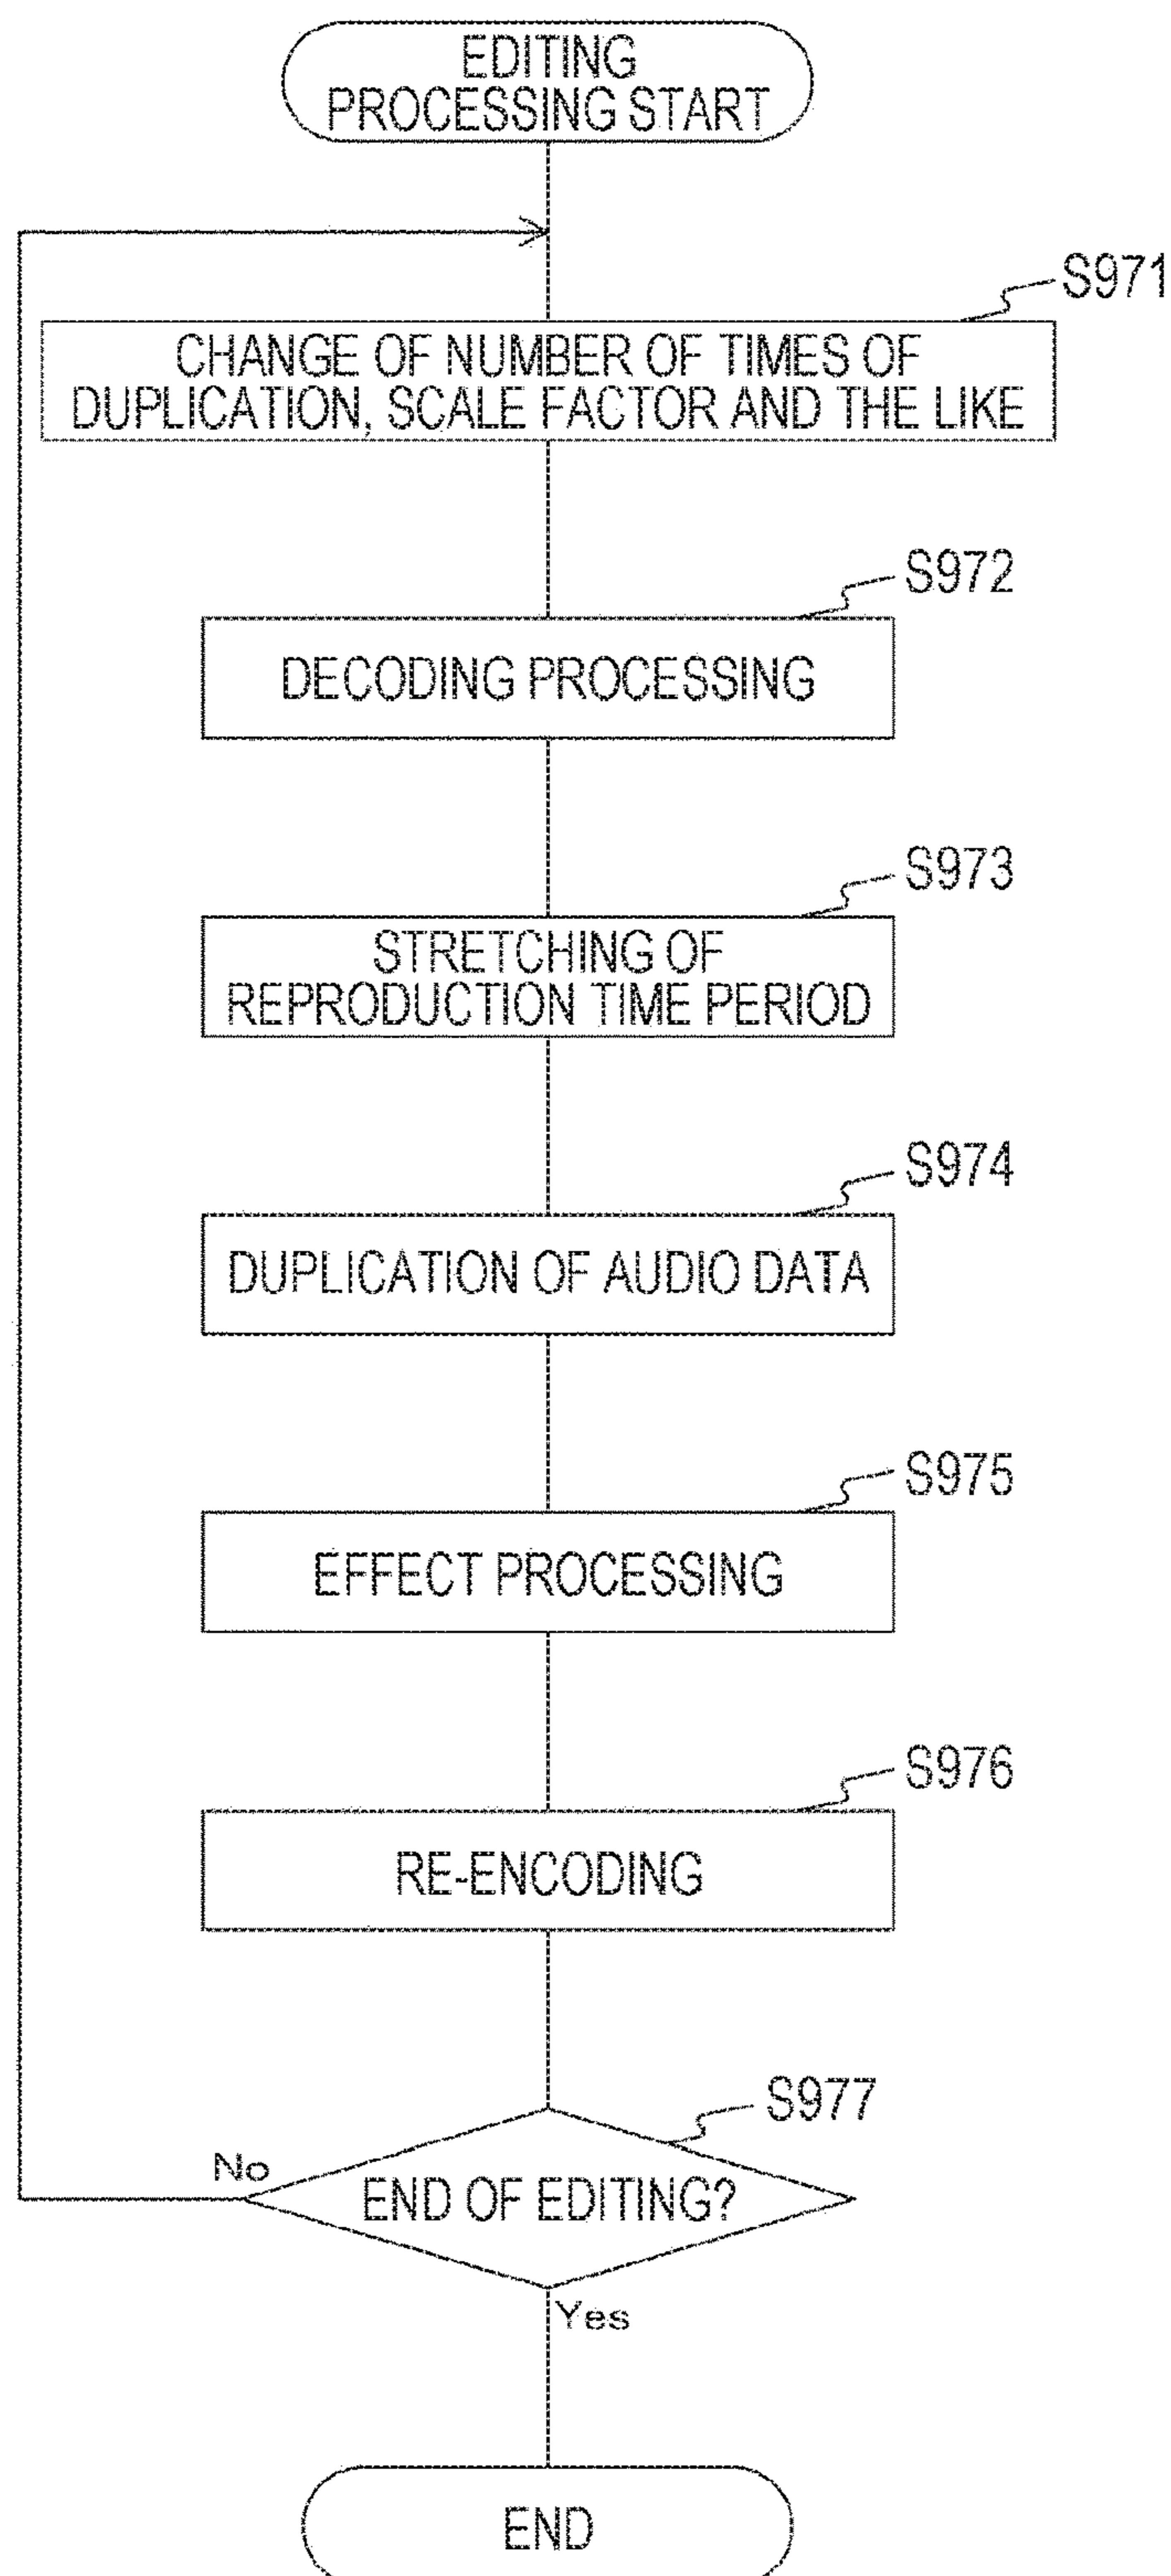 EDITING
PROCESSING START
S971
CHANGE OF NUMBER OF TIMES OF
DUPLICATION, SCALE FACTOR AND THE LIKE
S972
DECODING PROCESSING
S973
STRETCHING OF
REPRODUCTION TIME PERIOD
S974
DUPLICATION OF AUDIO DATA
S975
EFFECT PROCESSING
S976
RE-ENCODING
S977
No
END OF EDITING?
Yes
END